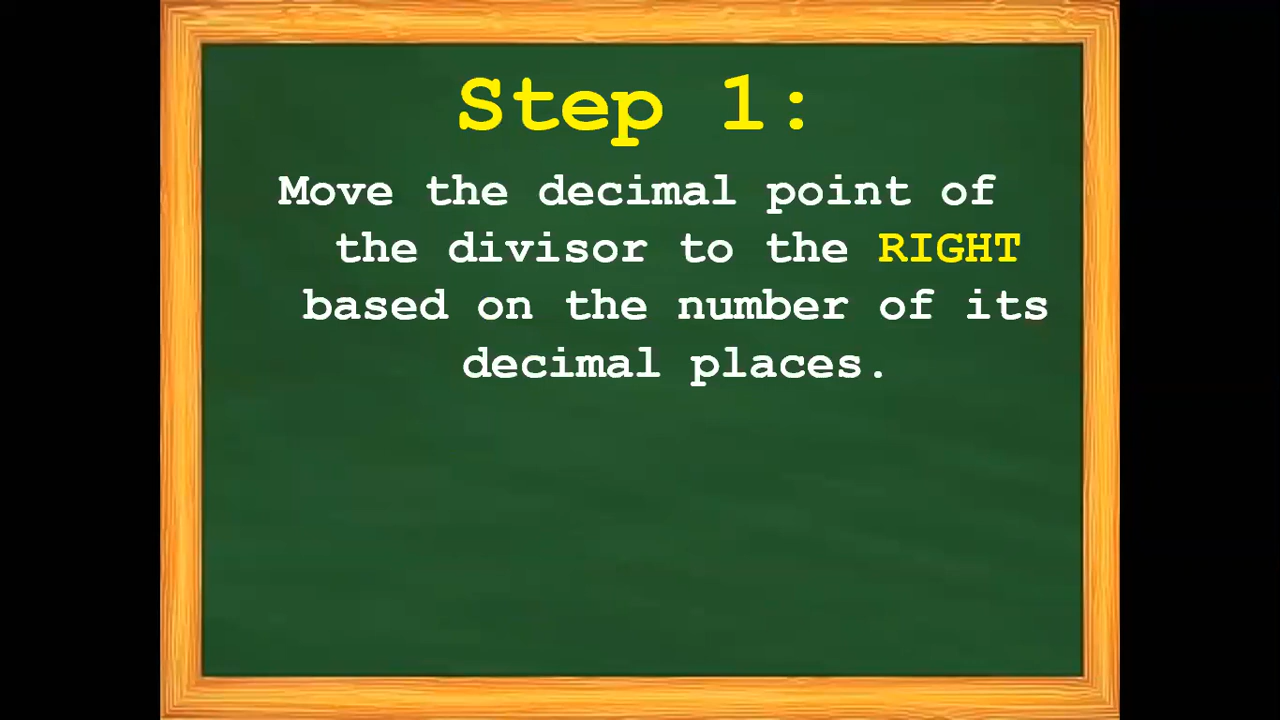 Step 1:
Move the decimal point of
the divisor to the RIGHT
based on the number of its
decimal places.